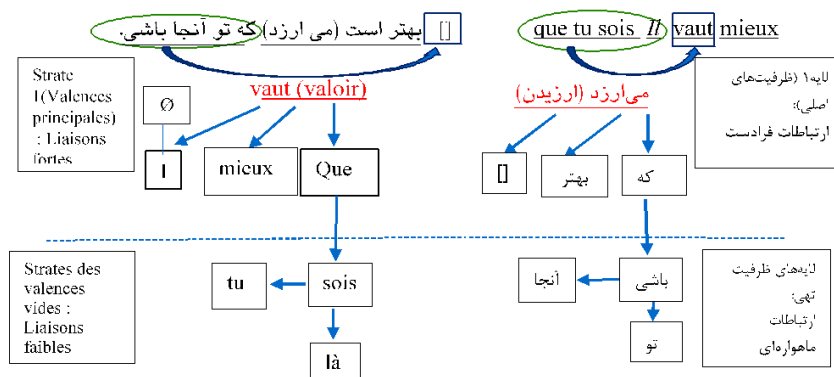 [] بهتر است (می ارزد) که تو آنجا باشی.
que tu sois Il vaut mieux
Strate
1(Valences
principales)
: Liaisons
fortes
Ø
vaut (valoir)
I
mieux
Que
می‌ارزد (ارزیدن)
[]
بهتر
که
لایه۱ (ظرفیت‌های
اصلی):
ارتباطات فرادست
Strates des
valences
vides :
Liaisons
faibles
tu
sois
là
آنجا
باشی
تو
لایه‌های ظرفیت
تهی:
ارتباطات
ماهواره‌ای